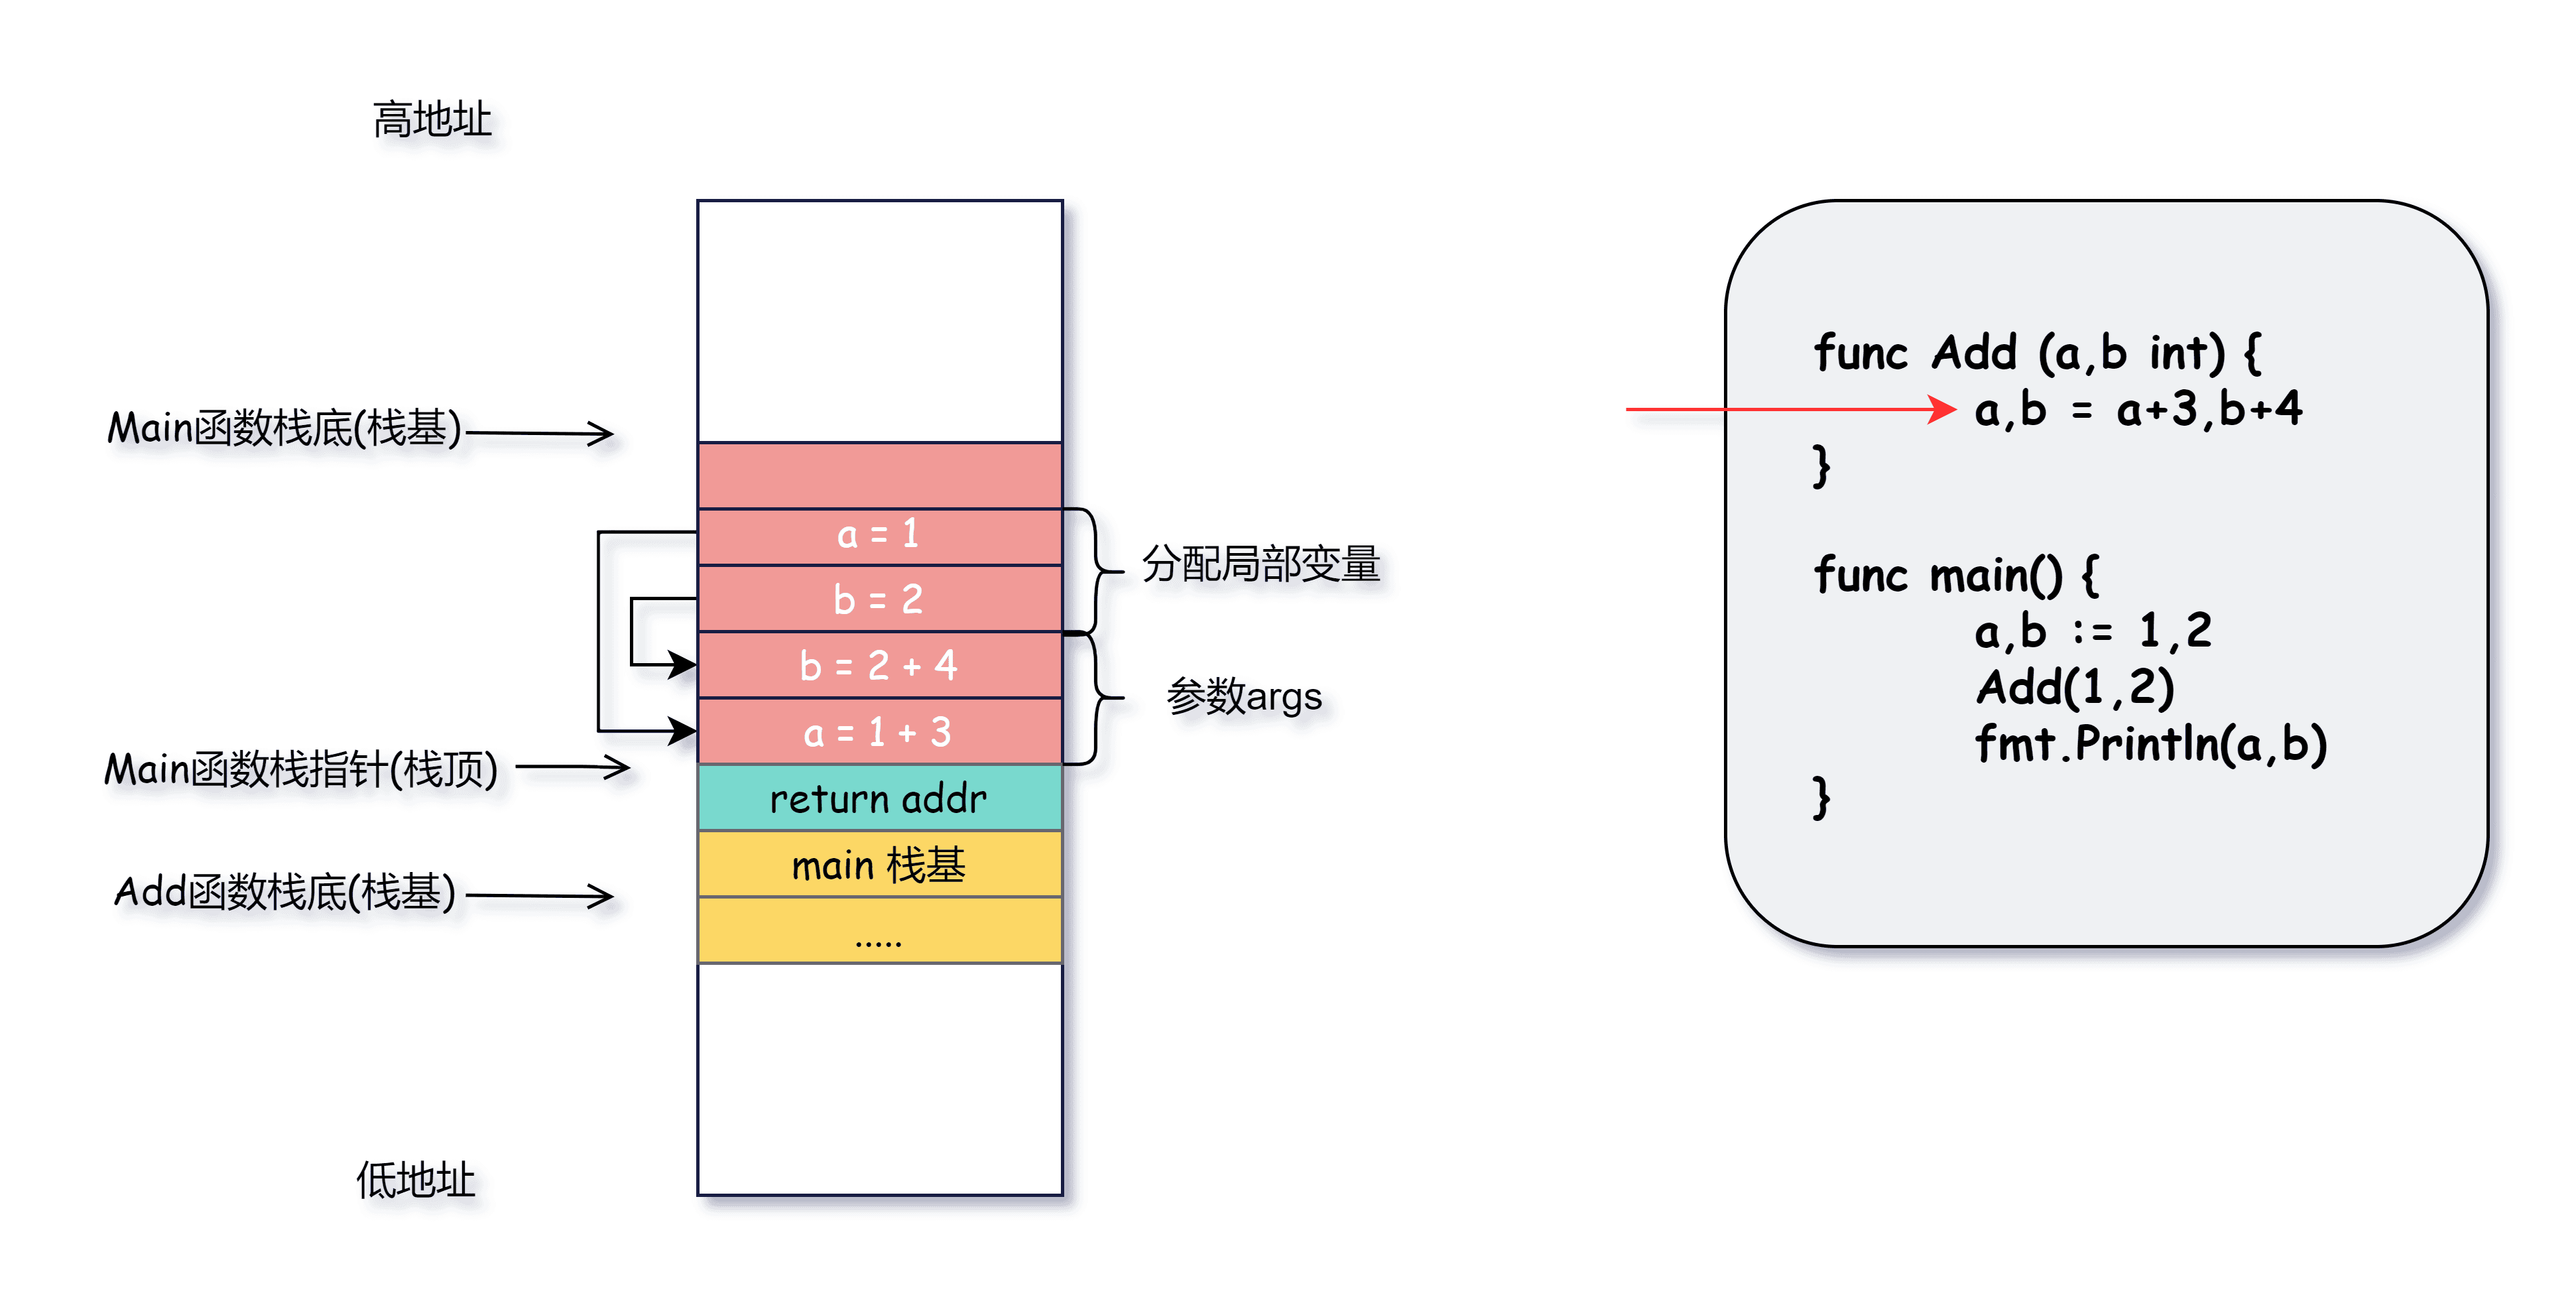 高地址
Main函数栈底(栈基)
a = 1
b = 2
分配局部变量
b = 2 + 4
参数args
a = 1 + 3
Main函数栈指针(栈顶)
return addr
main 栈基
Add函数栈底(栈基)
.....
低地址
func Add (a,b int) {
a,b = a+3,b+4
}
func main() {
a,b := 1,2
Add(1,2)
fmt.Println(a,b)
}